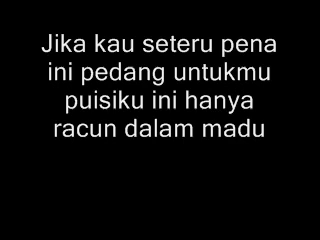 Jika kau seteru pena
ini pedang untukmu
puisiku ini hanya
racun dalam madu